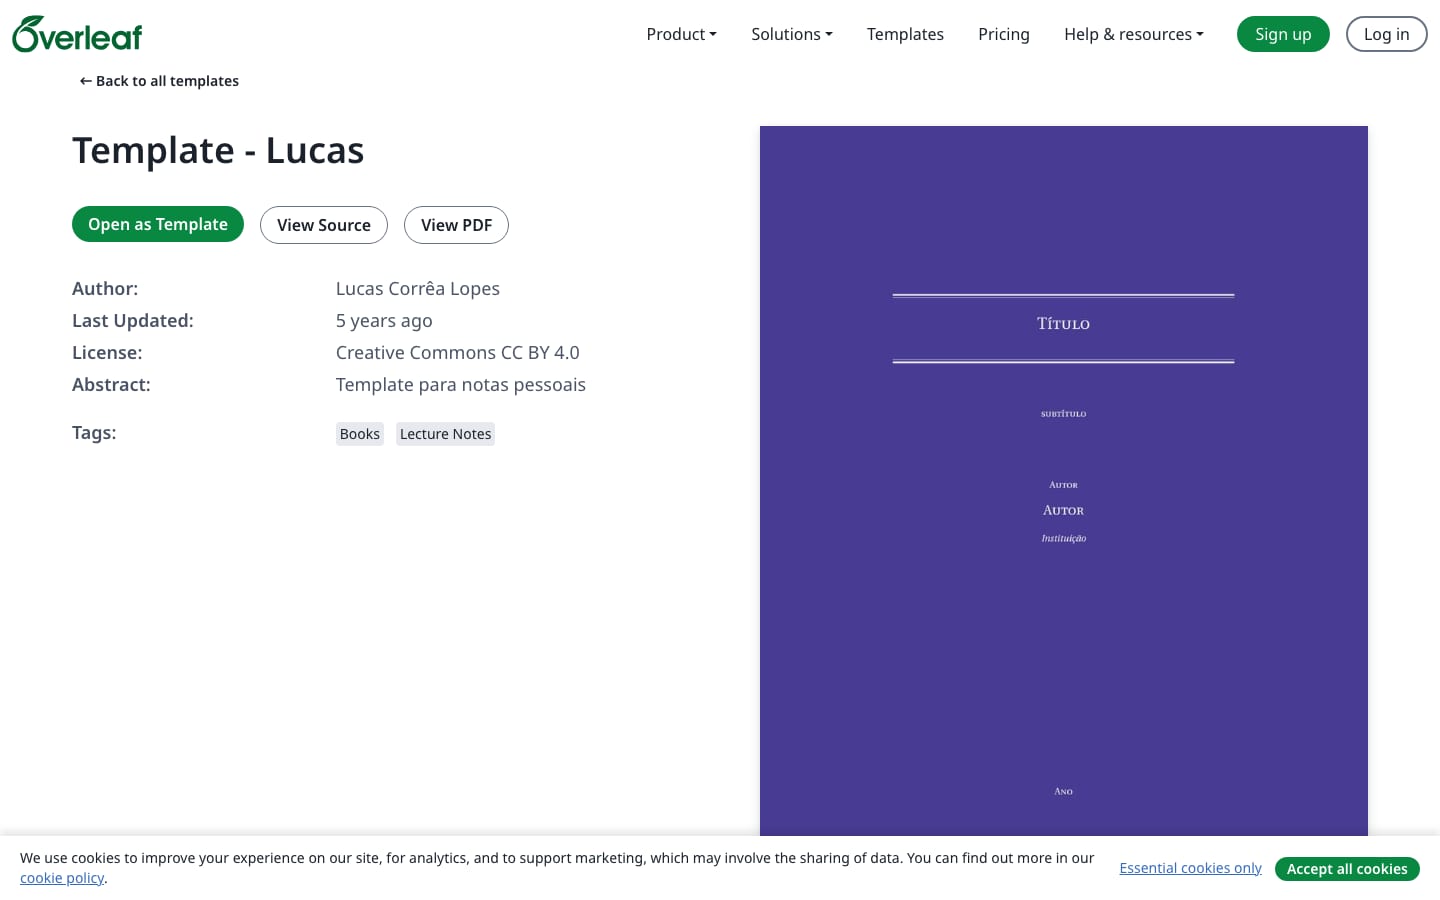 Overleaf
Product
Solutions
Templates
Pricing
Help & resources
Sign up
Log in
← Back to all templates
Template - Lucas
Open as Template
View Source
View PDF
Author: Lucas Corrêa Lopes
Last Updated: 5 years ago
License: Creative Commons CC BY 4.0
Abstract: Template para notas pessoais
Tags: Books Lecture Notes
Título
subtítulo
Autor
Autor
Instituição
Ano
We use cookies to improve your experience on our site, for analytics, and to support marketing, which may involve the sharing of data. You can find out more in our
cookie policy.
Essential cookies only
Accept all cookies